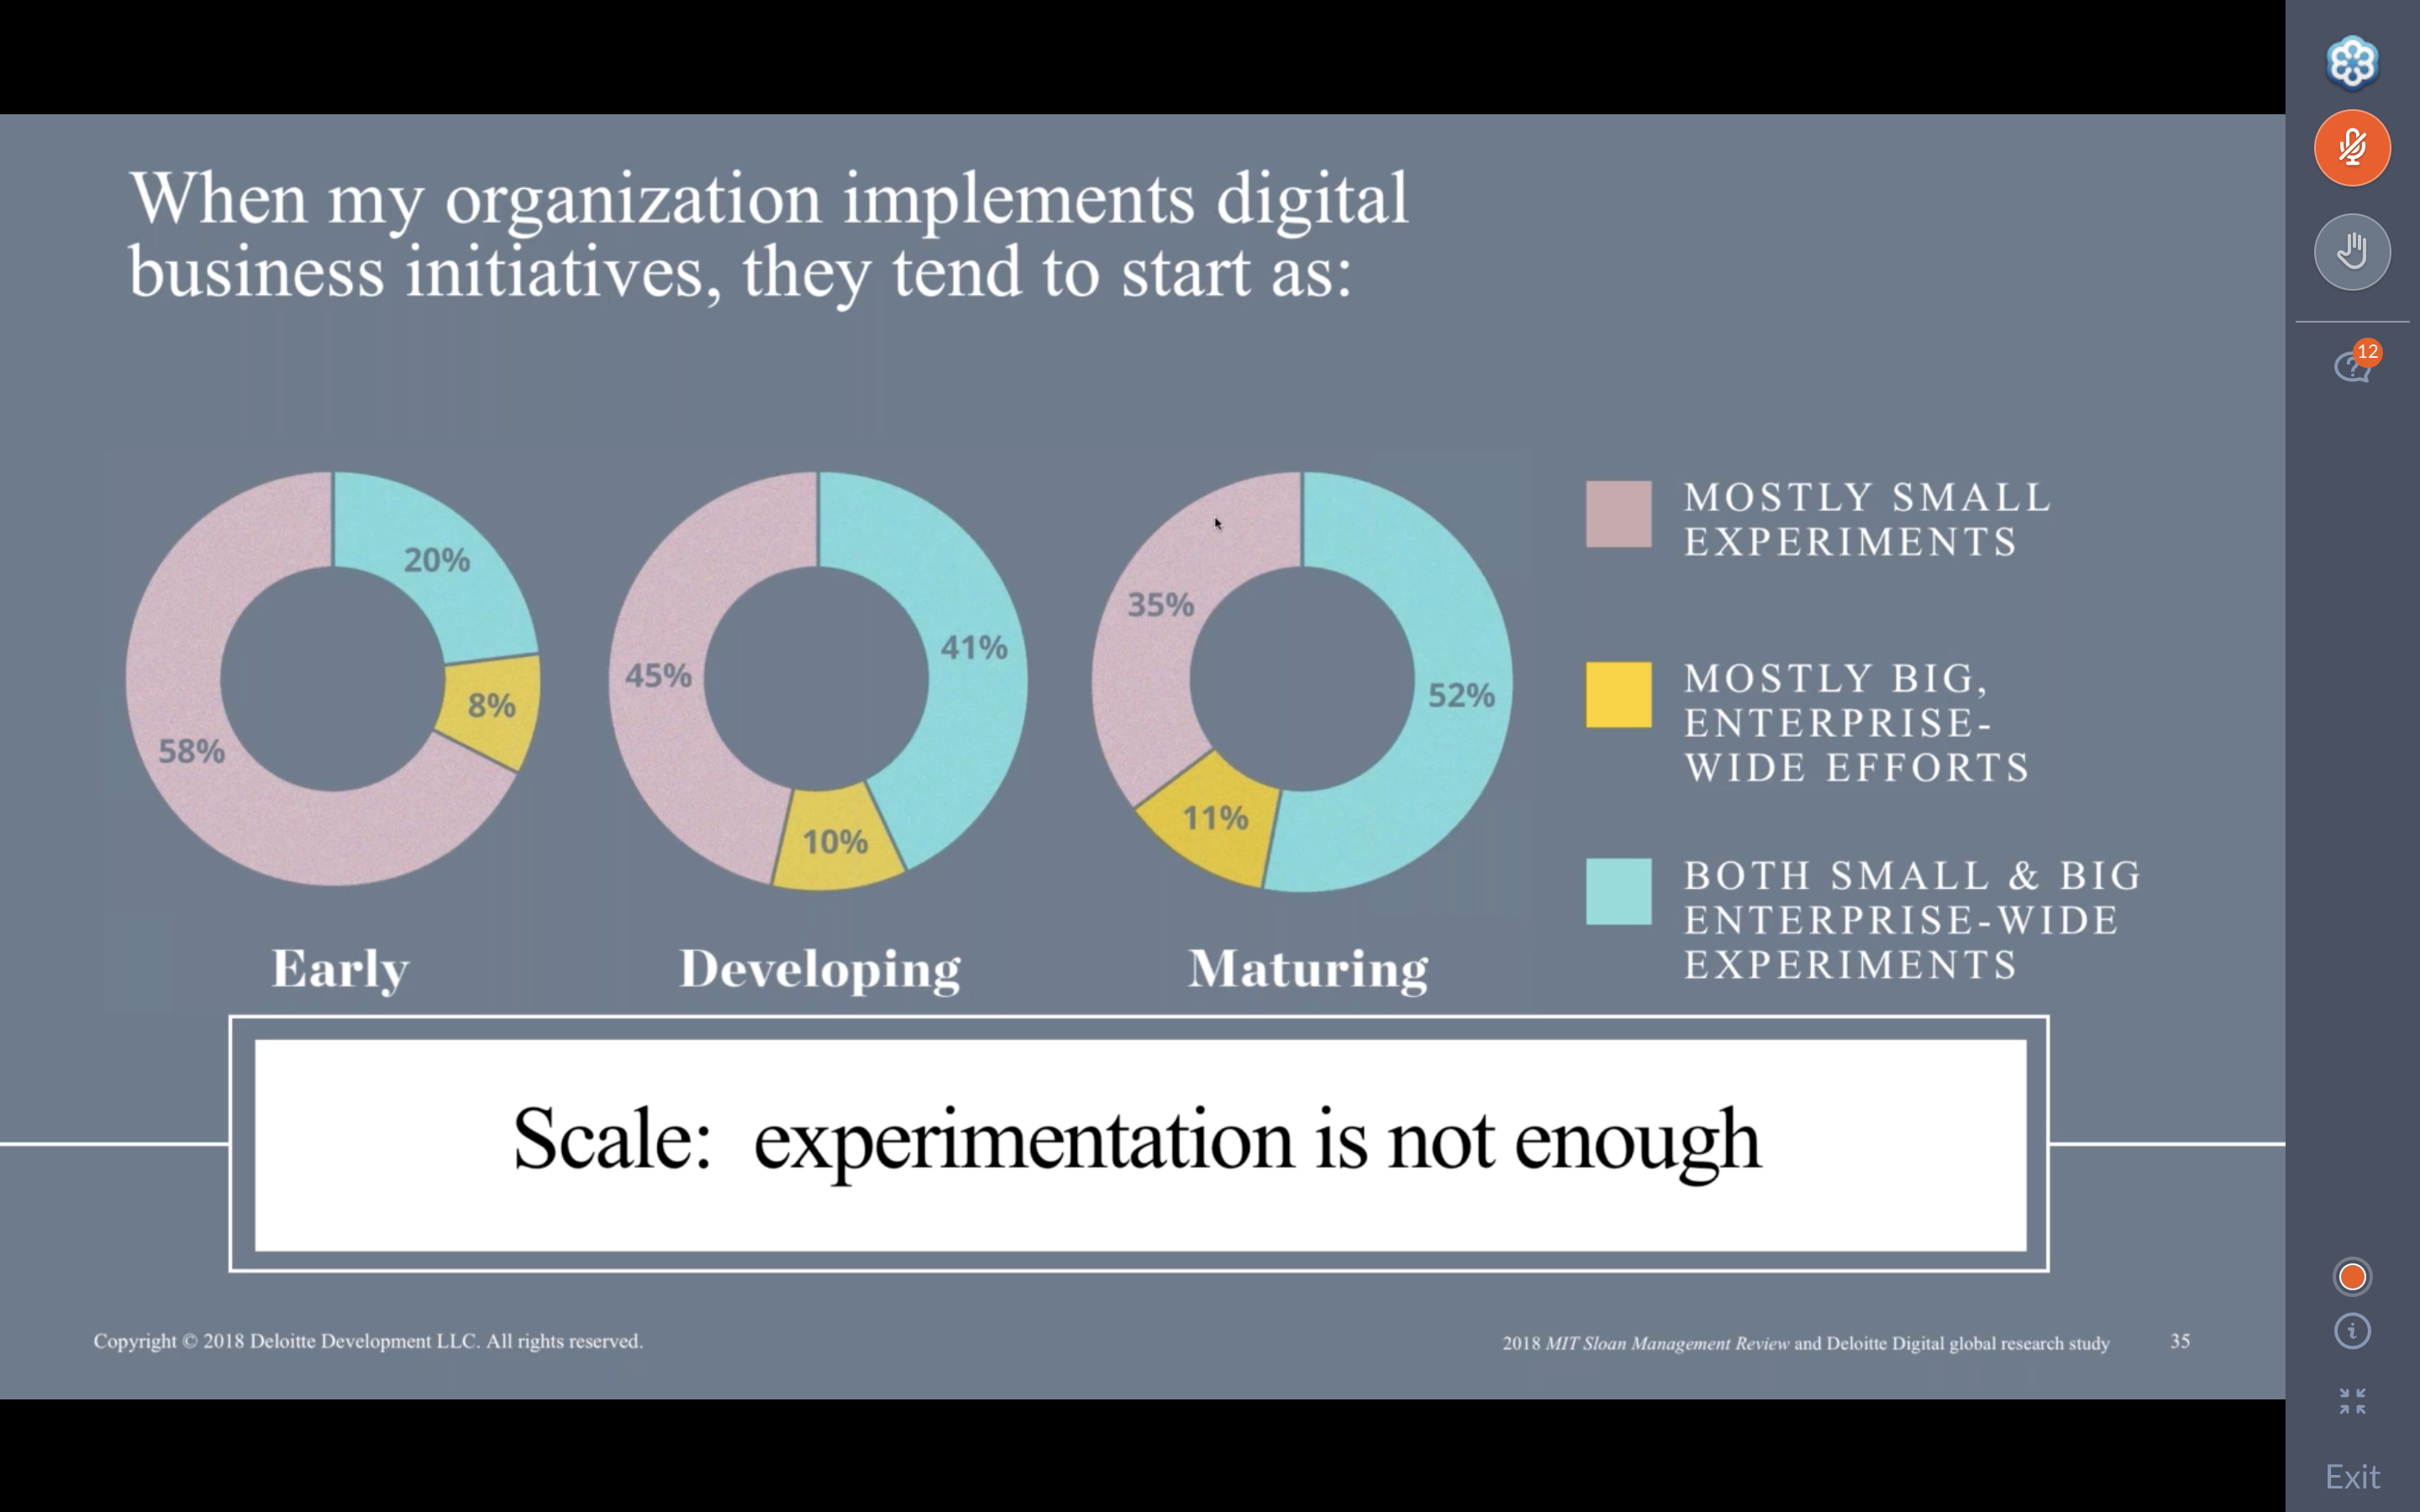 When my organization implements digital
business initiatives, they tend to start as:
20%
8%
58%
Early
41%
45%
10%
Developing
35%
52%
11%
Maturing
MOSTLY SMALL
EXPERIMENTS
MOSTLY BIG,
ENTERPRISE-
WIDE EFFORTS
BOTH SMALL & BIG
ENTERPRISE-WIDE
EXPERIMENTS
Scale: experimentation is not enough
Copyright © 2018 Deloitte Development LLC. All rights reserved.
2018 MIT Sloan Management Review and Deloitte Digital global research study
35
12
Exit